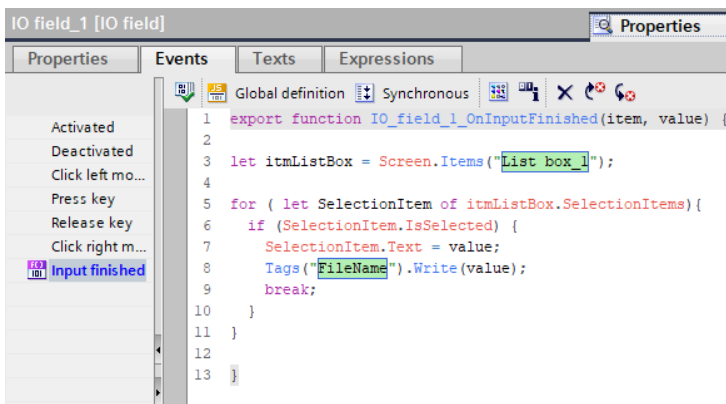 IO field_1 [IO field]
Properties
Properties Events Texts Expressions
Global definition Synchronous
Activated
Deactivated
Click left mo...
Press key
Release key
Click right m...
Input finished
1 export function IO_field_1_OnInputFinished(item, value) {
2
3 let itmListBox = Screen.Items("List box_1");
4
5 for ( let SelectionItem of itmListBox.SelectionItems){
6 if (SelectionItem.IsSelected) {
7 SelectionItem.Text = value;
8 Tags("FileName").Write(value);
9 break;
10 }
11 }
12
13 }